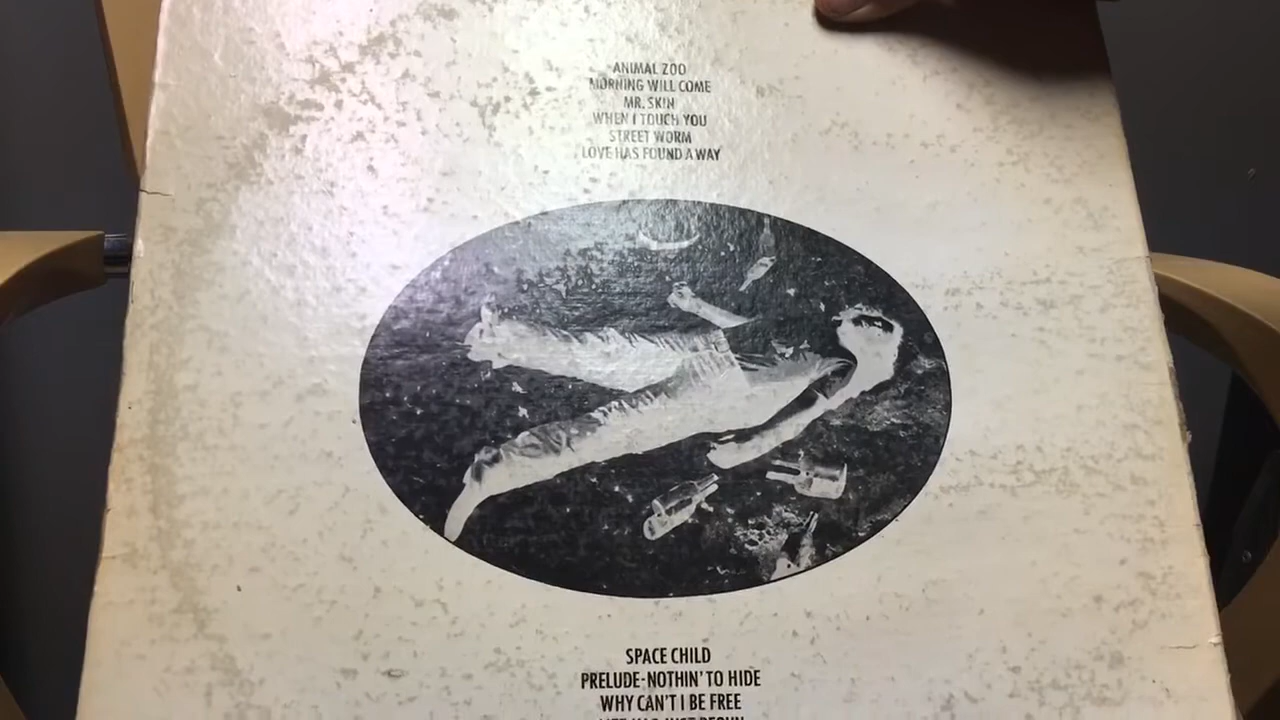 ANIMAL ZOO
MORNING WILL COME
MR. SKIN
WHEN I TOUCH YOU
STREET WORM
LOVE HAS FOUND A WAY
SPACE CHILD
PRELUDE-NOTHIN' TO HIDE
WHY CAN'T I BE FREE